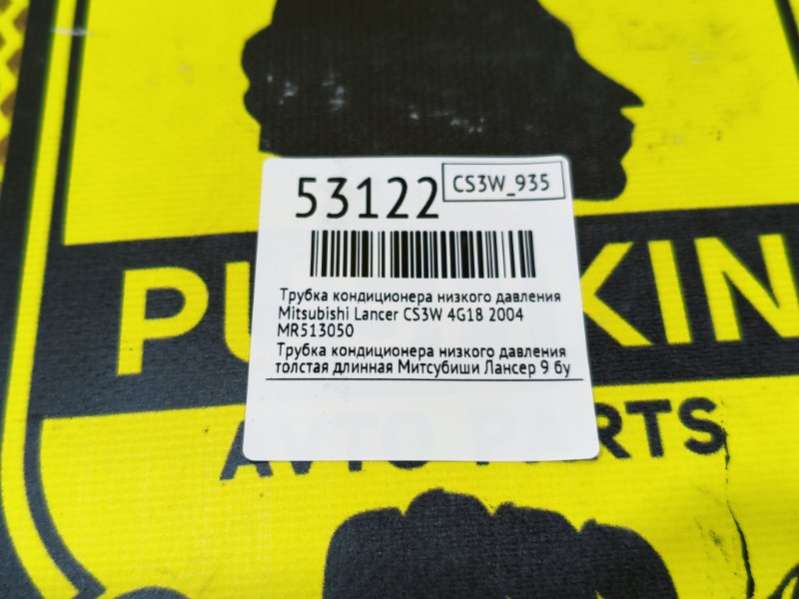 53122
CS3W_935
Трубка кондиционера низкого давления
Mitsubishi Lancer CS3W 4G18 2004
MR513050
Трубка кондиционера низкого давления
толстая длинная Митсубиши Лансер 9 бу
AVTO